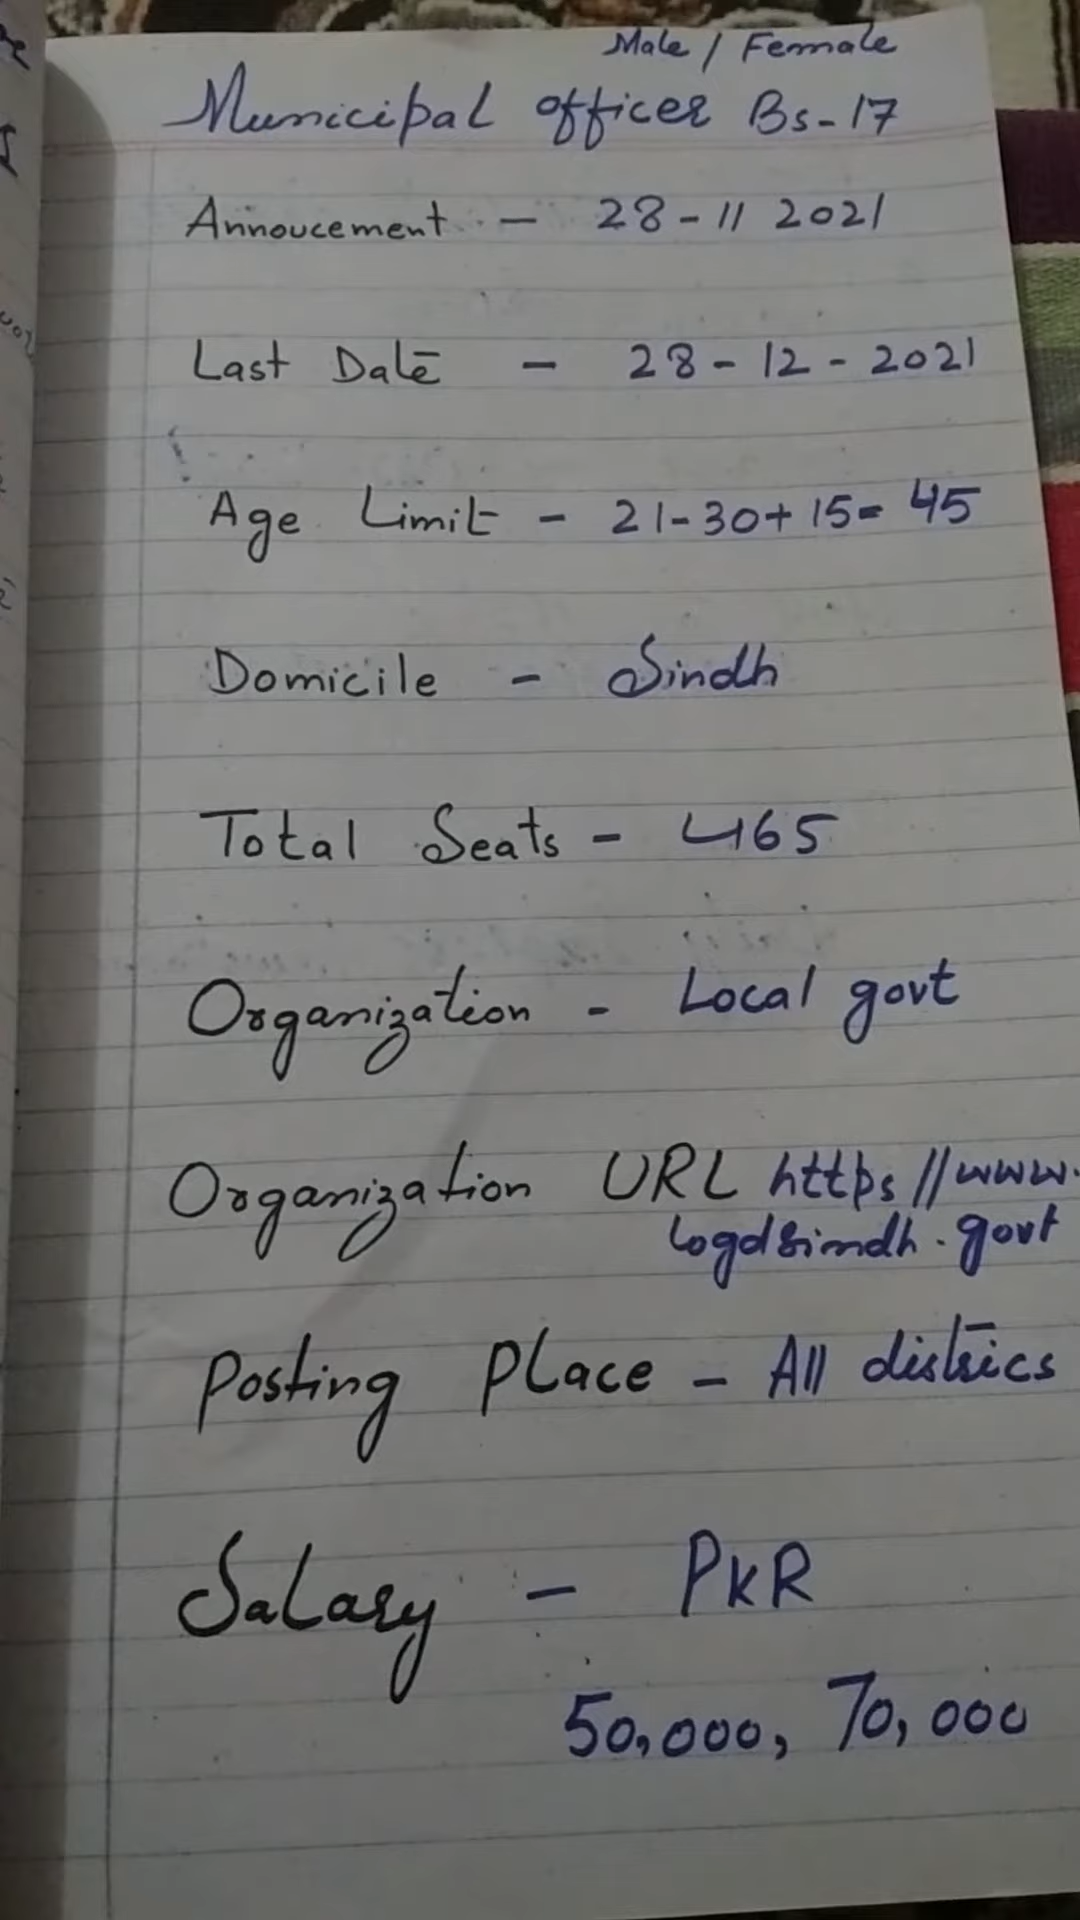 Male / Female
Municipal officer Bs-17
Annoucement - 28-11 2021
Last Date - 28-12-2021
Age Limit - 21-30+15= 45
Domicile - Sindh
Total Seats - 465
Organization - Local govt
Organization URL https//www.
logdsindh.govt
Posting Place - All districs
Salary - PKR
50,000, 70,000